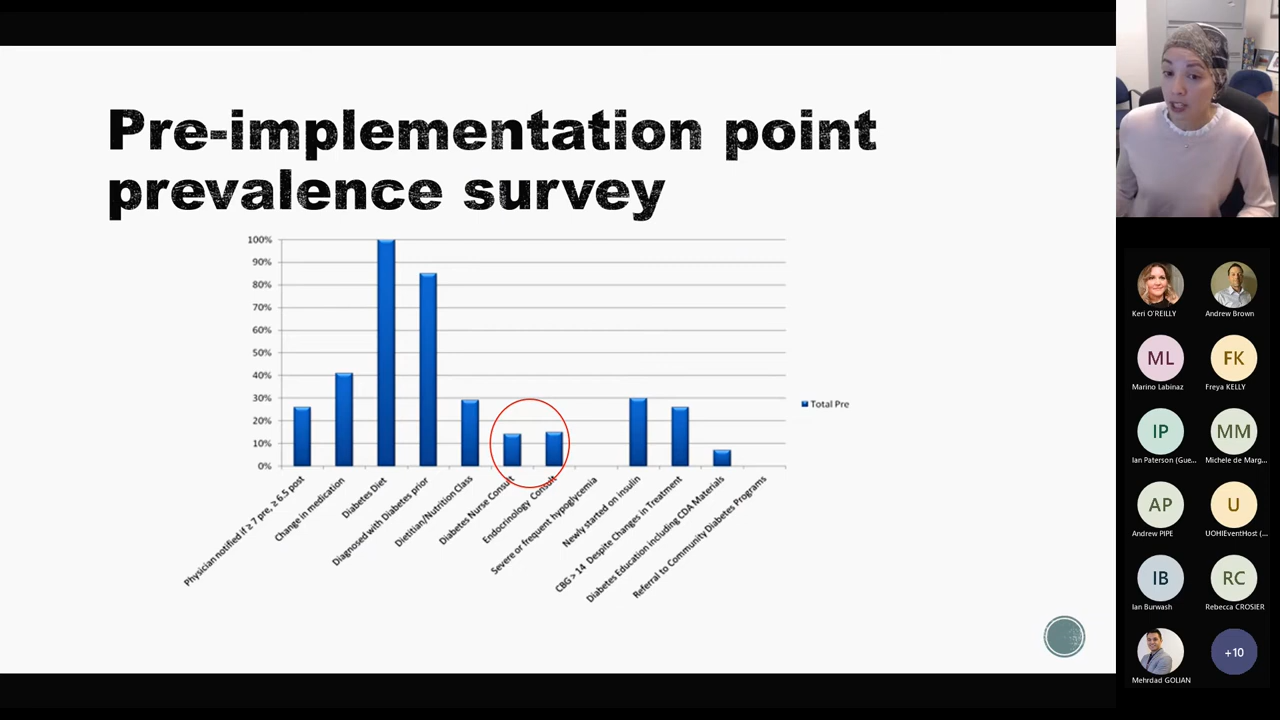 Pre-implementation point
prevalence survey
100%
90%
80%
70%
60%
50%
40%
30%
20%
10%
0%
Physician notified if ≥ 7 pre, ≥ 6.5 post
Change in medication
Diabetes Diet
Diagnosed with Diabetes prior
Dietitian/Nutrition Class
Diabetes Nurse Consult
Endocrinology Consult
Severe or frequent hypoglycemia
Newly started on insulin
CBG > 14 Despite Changes in Treatment
Diabetes Education including CDA Materials
Referral to Community Diabetes Programs
Total Pre
Keri O'REILLY
Andrew Brown
ML
Marino Labinaz
FK
Freya KELLY
IP
Ian Paterson (Gue...
MM
Michele de Marg...
AP
Andrew PIPE
U
UOHIEventHost (...
IB
Ian Burwash
RC
Rebecca CROSIER
Mehrdad GOLIAN
+10